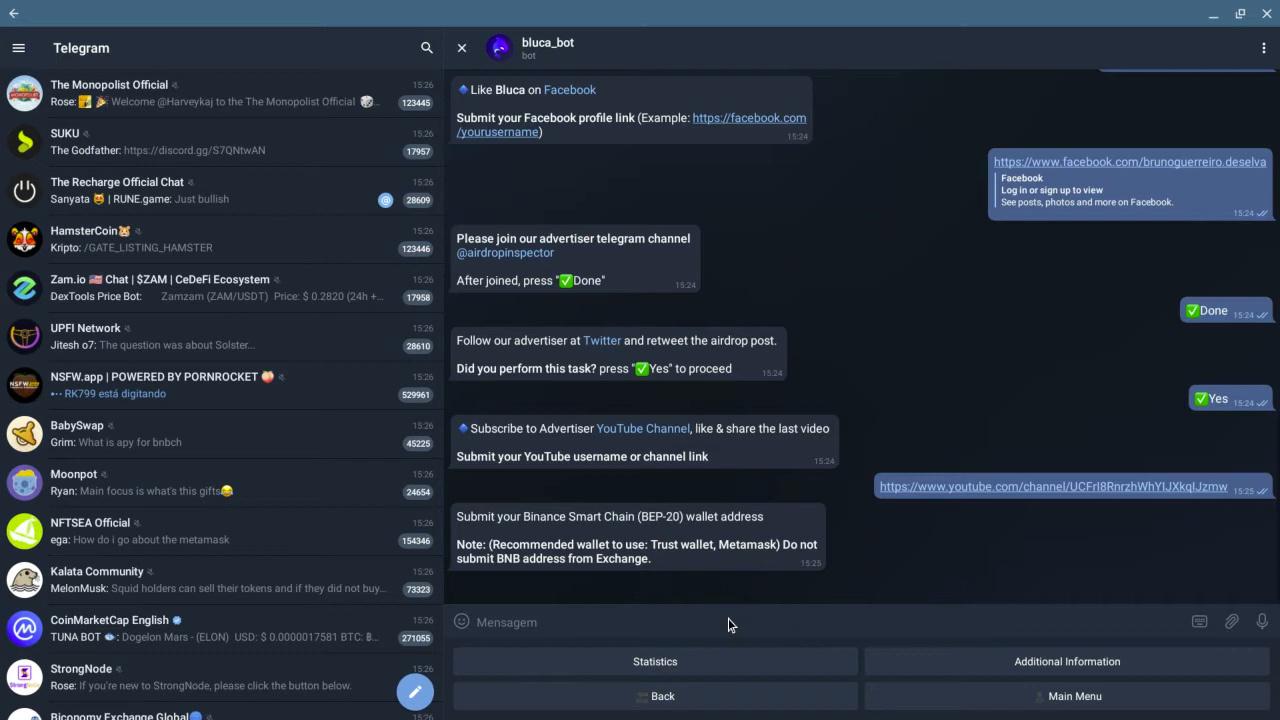 Telegram
The Monopolist Official 15:26
Rose: 🎉 Welcome @Harveykaj to the The Monopolist Official 🎲... 123445
SUKU 15:26
The Godfather: https://discord.gg/S7QNtwAN 17957
The Recharge Official Chat 15:26
Sanyata 😸 | RUNE.game: Just bullish @ 28609
HamsterCoin🐹 15:26
Kripto: /GATE_LISTING_HAMSTER 123446
Zam.io 🇺🇸 Chat | $ZAM | CeDeFi Ecosystem 15:26
DexTools Price Bot: Zamzam (ZAM/USDT) Price: $ 0.2820 (24h +... 17958
UPFI Network 15:26
Jitesh o7: The question was about Solster... 28610
NSFW.app | POWERED BY PORNROCKET 🍑 15:26
RK799 está digitando 529961
BabySwap 15:26
Grim: What is apy for bnbch 45225
Moonpot 15:26
Ryan: Main focus is what's this gifts😂 24654
NFTSEA Official 15:26
ega: How do i go about the metamask 154346
Kalata Community 15:26
MelonMusk: Squid holders can sell their tokens and if they did not buy... 73323
CoinMarketCap English 15:26
TUNA BOT 🐟: Dogelon Mars - (ELON) USD: $ 0.0000017581 BTC: ₿... 271055
StrongNode 15:26
Rose: If you're new to StrongNode, please click the button below.
Biconomy Exchange Global🌐 15:26
bluca_bot
bot
🔹Like Bluca on Facebook
Submit your Facebook profile link (Example: https://facebook.com
/yourusername) 15:24
https://www.facebook.com/brunoguerreiro.deselva
Facebook
Log in or sign up to view
See posts, photos and more on Facebook.
15:24
Please join our advertiser telegram channel
@airdropinspector
After joined, press "✅Done" 15:24
✅Done 15:24
Follow our advertiser at Twitter and retweet the airdrop post.
Did you perform this task? press "✅Yes" to proceed 15:24
✅Yes 15:24
🔹Subscribe to Advertiser YouTube Channel, like & share the last video
Submit your YouTube username or channel link 15:24
https://www.youtube.com/channel/UCFrI8RnrzhWhYIJXkqIJzmw 15:25
Submit your Binance Smart Chain (BEP-20) wallet address
Note: (Recommended wallet to use: Trust wallet, Metamask) Do not
submit BNB address from Exchange. 15:25
Mensagem
Statistics
Additional Information
Back
Main Menu